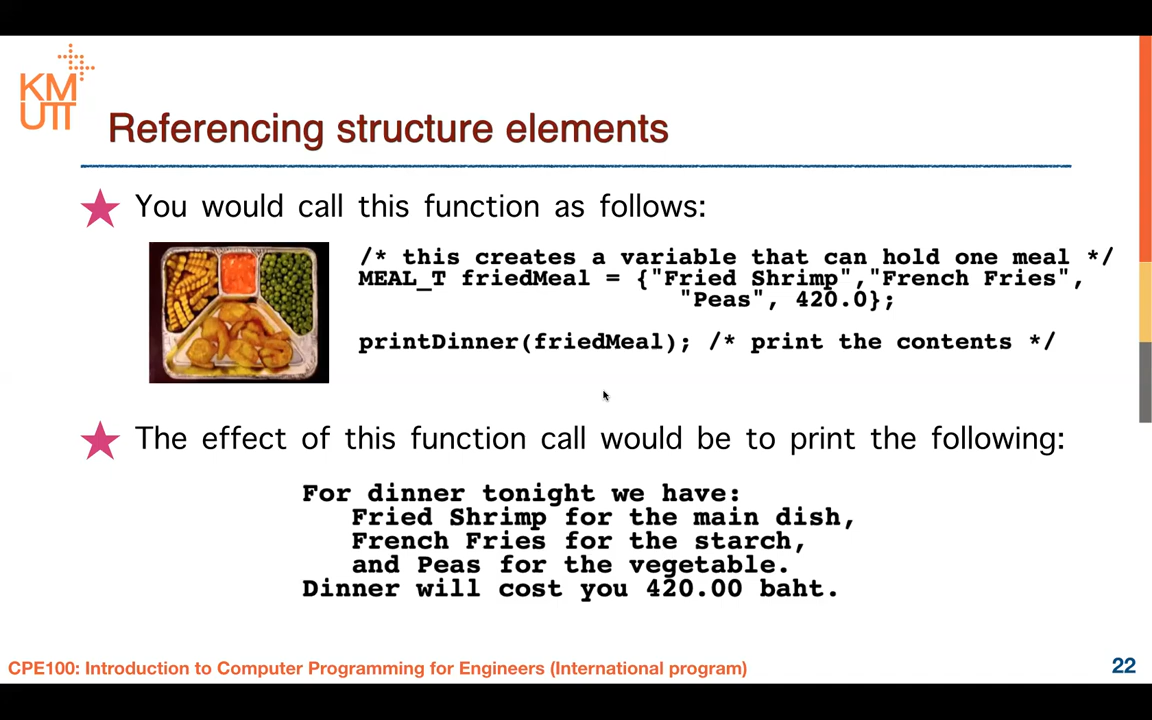 KM
UTT
Referencing structure elements
You would call this function as follows:
/* this creates a variable that can hold one meal */
MEAL_T friedMeal = {"Fried Shrimp","French Fries",
"Peas", 420.0};
printDinner(friedMeal); /* print the contents */
The effect of this function call would be to print the following:
For dinner tonight we have:
Fried Shrimp for the main dish,
French Fries for the starch,
and Peas for the vegetable.
Dinner will cost you 420.00 baht.
CPE100: Introduction to Computer Programming for Engineers (International program)
22